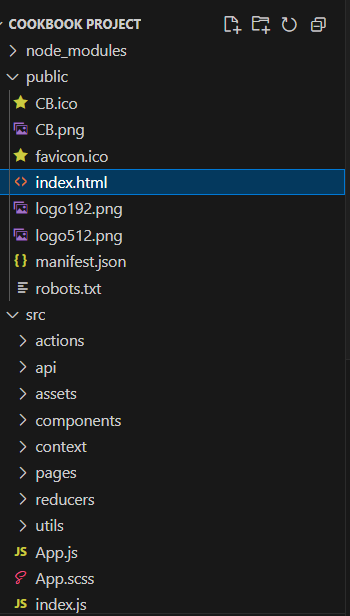 COOKBOOK PROJECT
node_modules
public
CB.ico
CB.png
favicon.ico
<> index.html
logo192.png
logo512.png
{} manifest.json
robots.txt
src
actions
api
assets
components
context
pages
reducers
utils
JS App.js
App.scss
JS index.js